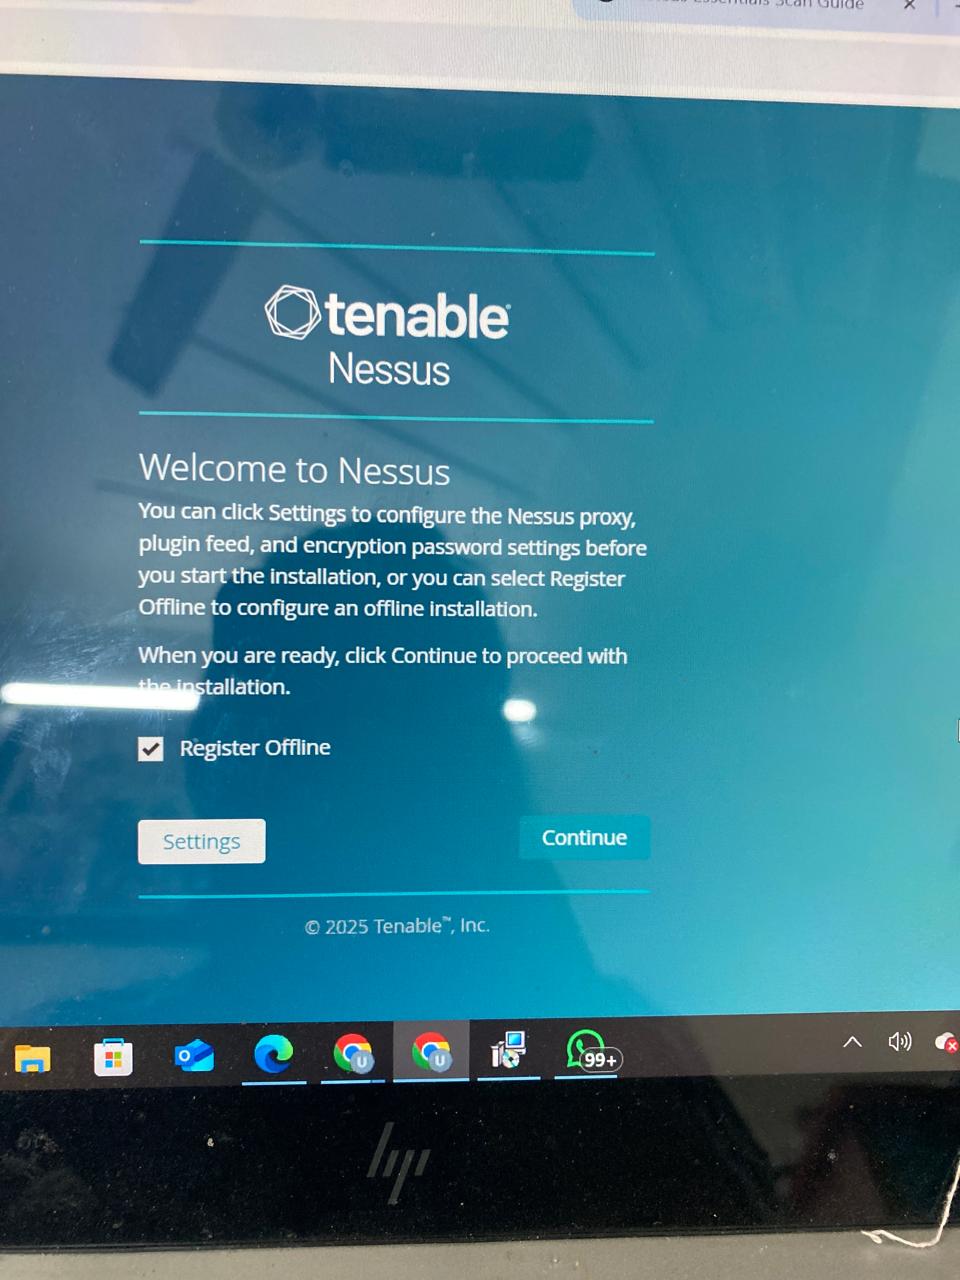 Scan Guide
tenable
Nessus
Welcome to Nessus
You can click Settings to configure the Nessus proxy,
plugin feed, and encryption password settings before
you start the installation, or you can select Register
Offline to configure an offline installation.
When you are ready, click Continue to proceed with
the installation.
Register Offline
Settings
Continue
© 2025 Tenable™, Inc.
U
U
99+
hp